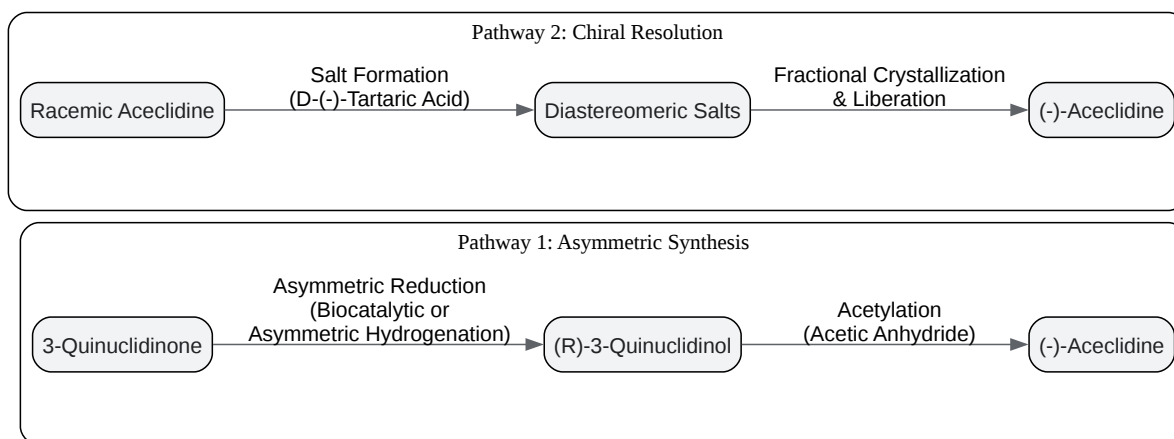 Pathway 2: Chiral Resolution
Racemic Aceclidine
Salt Formation
(D-(-)-Tartaric Acid)
Diastereomeric Salts
Fractional Crystallization
& Liberation
(-)-Aceclidine
Pathway 1: Asymmetric Synthesis
3-Quinuclidinone
Asymmetric Reduction
(Biocatalytic or
Asymmetric Hydrogenation)
(R)-3-Quinuclidinol
Acetylation
(Acetic Anhydride)
(-)-Aceclidine